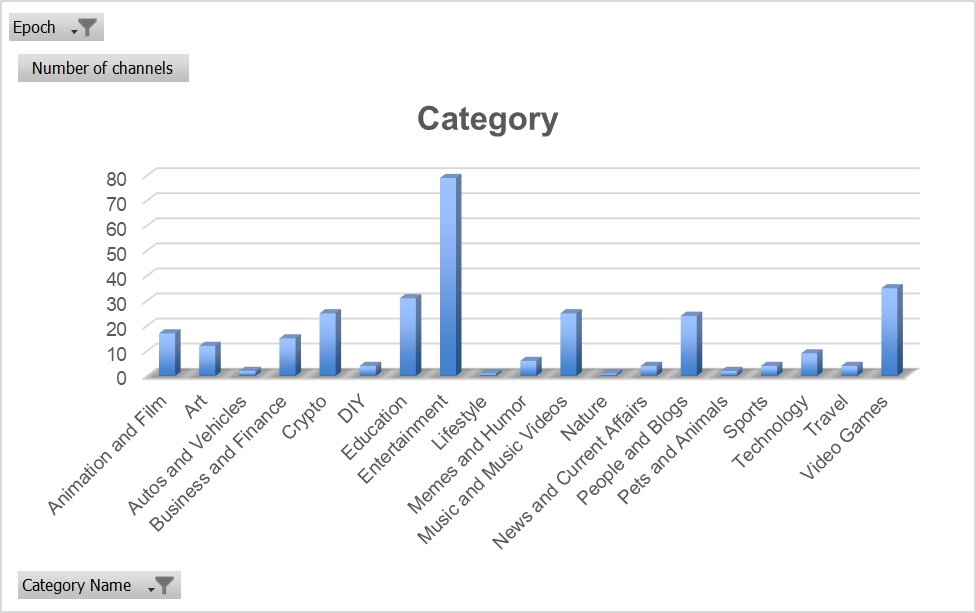 Epoch
Number of channels
Category
80
70
60
50
40
30
20
10
0
Animation and Film
Art
Autos and Vehicles
Business and Finance
Crypto
DIY
Education
Entertainment
Lifestyle
Memes and Humor
Music and Music Videos
Nature
News and Current Affairs
People and Blogs
Pets and Animals
Sports
Technology
Travel
Video Games
Category Name